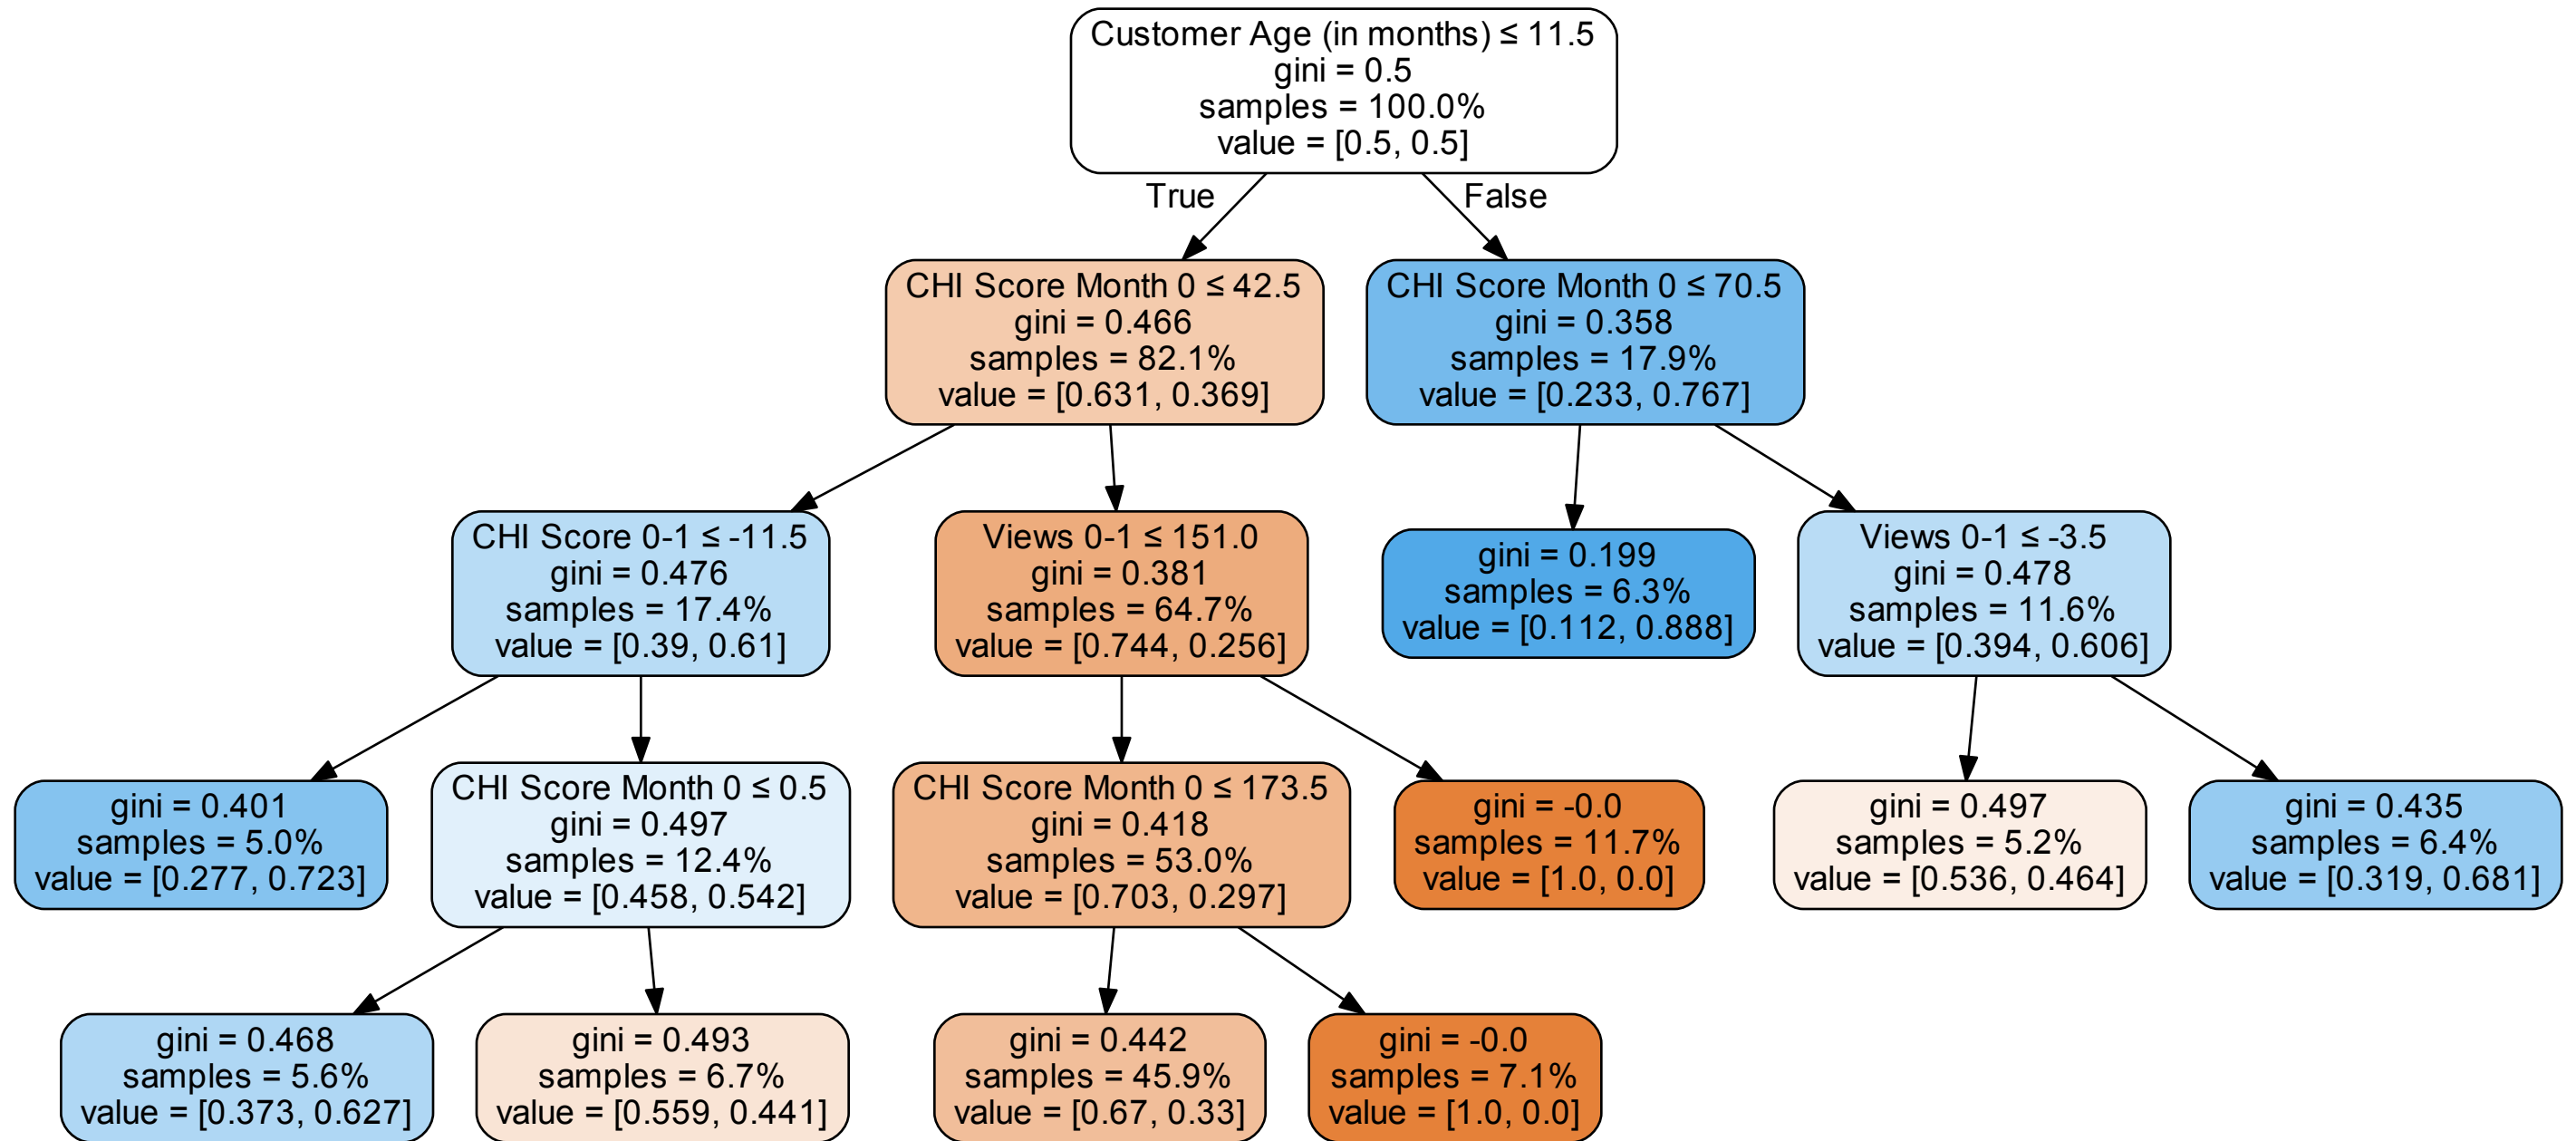 Customer Age (in months) ≤ 11.5
gini = 0.5
samples = 100.0%
value = [0.5, 0.5]
True
False
CHI Score Month 0 ≤ 42.5
gini = 0.466
samples = 82.1%
value = [0.631, 0.369]
CHI Score Month 0 ≤ 70.5
gini = 0.358
samples = 17.9%
value = [0.233, 0.767]
CHI Score 0-1 ≤ -11.5
gini = 0.476
samples = 17.4%
value = [0.39, 0.61]
Views 0-1 ≤ 151.0
gini = 0.381
samples = 64.7%
value = [0.744, 0.256]
gini = 0.199
samples = 6.3%
value = [0.112, 0.888]
Views 0-1 ≤ -3.5
gini = 0.478
samples = 11.6%
value = [0.394, 0.606]
gini = 0.401
samples = 5.0%
value = [0.277, 0.723]
CHI Score Month 0 ≤ 0.5
gini = 0.497
samples = 12.4%
value = [0.458, 0.542]
CHI Score Month 0 ≤ 173.5
gini = 0.418
samples = 53.0%
value = [0.703, 0.297]
gini = -0.0
samples = 11.7%
value = [1.0, 0.0]
gini = 0.497
samples = 5.2%
value = [0.536, 0.464]
gini = 0.435
samples = 6.4%
value = [0.319, 0.681]
gini = 0.468
samples = 5.6%
value = [0.373, 0.627]
gini = 0.493
samples = 6.7%
value = [0.559, 0.441]
gini = 0.442
samples = 45.9%
value = [0.67, 0.33]
gini = -0.0
samples = 7.1%
value = [1.0, 0.0]